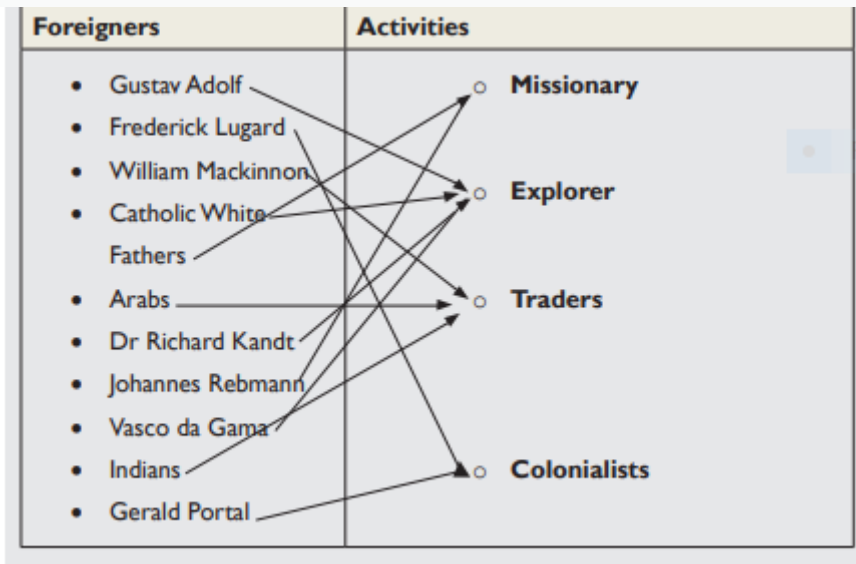 Foreigners
Activities
• Gustav Adolf
• Frederick Lugard
• William Mackinnon
• Catholic White
Fathers
• Arabs
• Dr Richard Kandt
• Johannes Rebmann
• Vasco da Gama
• Indians
• Gerald Portal
○ Missionary
○ Explorer
○ Traders
○ Colonialists